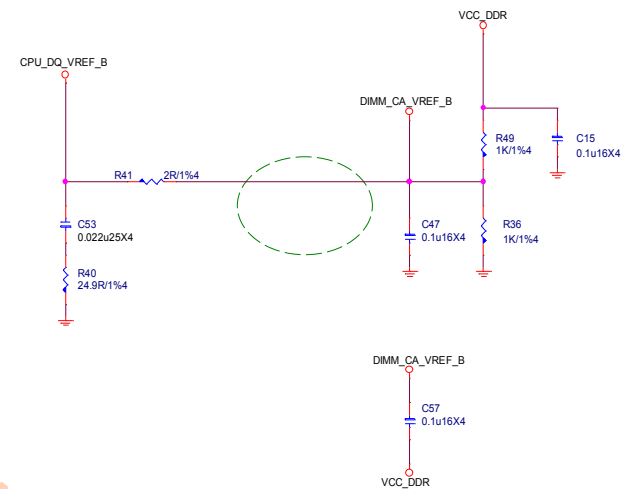 VCC_DDR
CPU_DQ_VREF_B
DIMM_CA_VREF_B
R49
1K/1%4
C15
0.1u16X4
R41 2R/1%4
C53
0.022u25X4
C47
0.1u16X4
R36
1K/1%4
R40
24.9R/1%4
DIMM_CA_VREF_B
C57
0.1u16X4
VCC_DDR